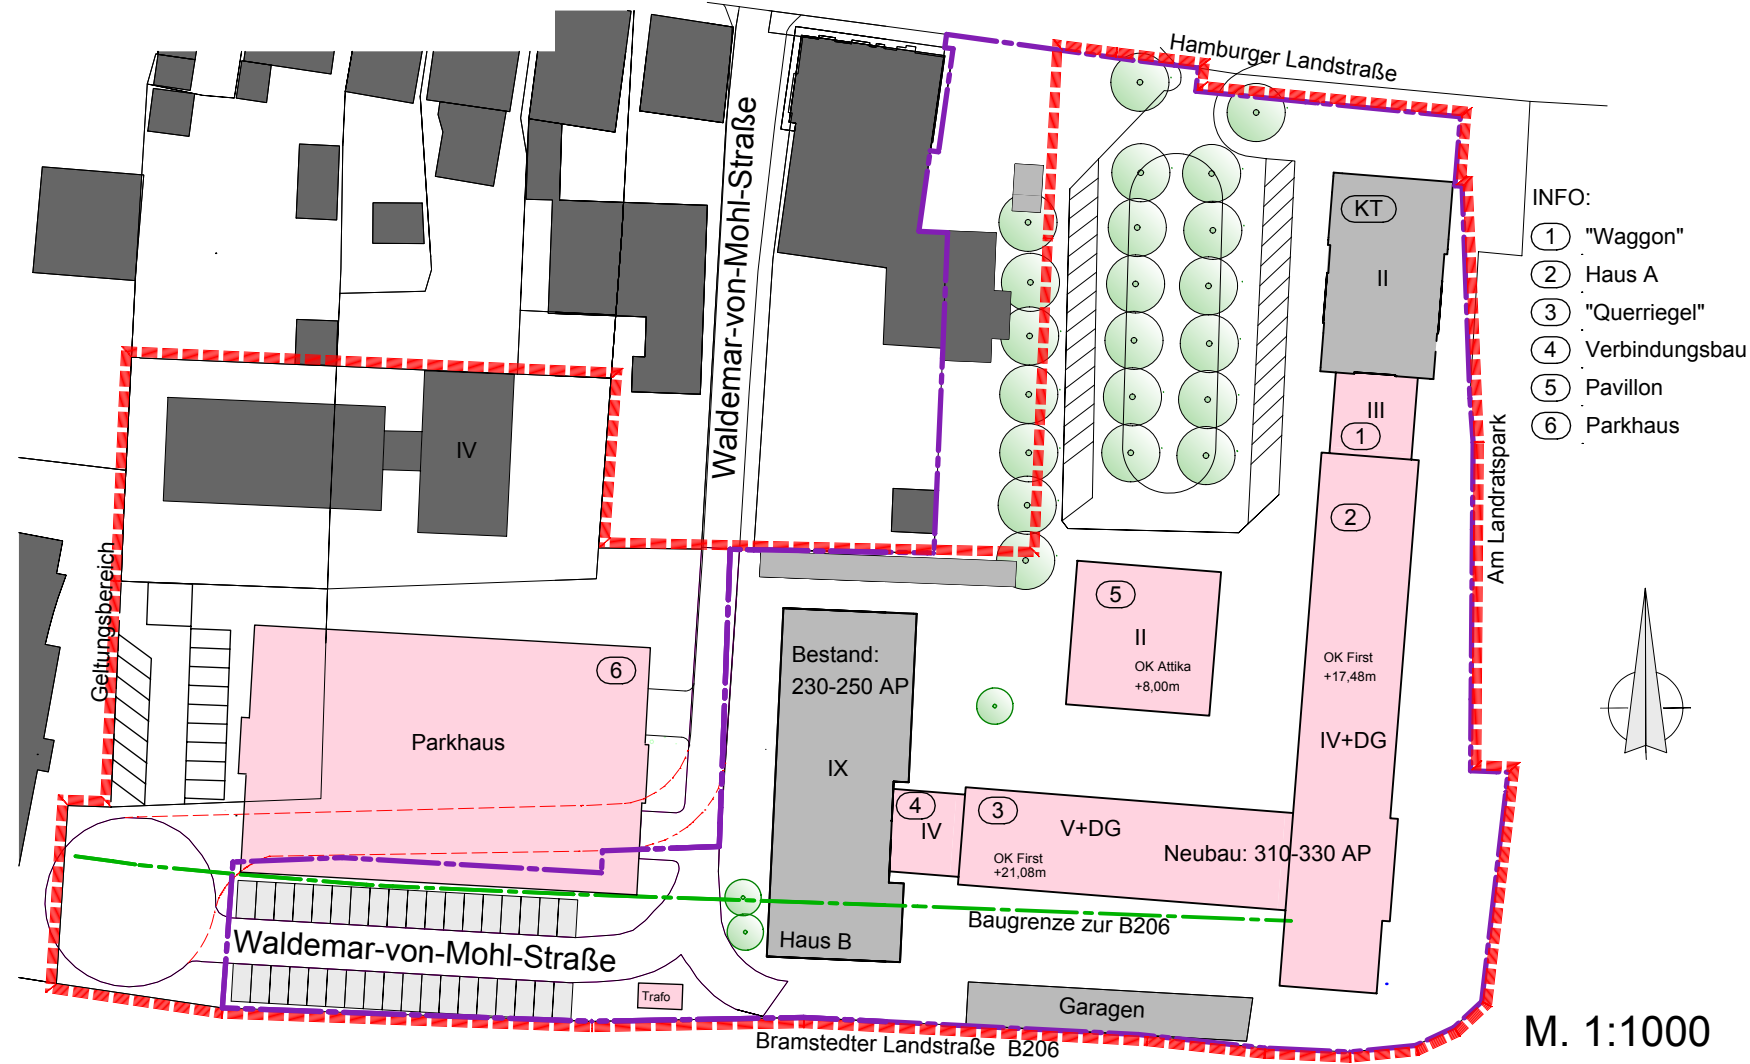 Hamburger Landstraße
Waldemar-von-Mohl-Straße
KT
II
INFO:
1 "Waggon"
2 Haus A
3 "Querriegel"
4 Verbindungsbau
5 Pavillon
6 Parkhaus
III
1
IV
2
Am Landratspark
Geltungsbereich
5
II
OK Attika
+8,00m
OK First
+17,48m
IV+DG
6
Parkhaus
Bestand:
230-250 AP
IX
4
IV
3
V+DG
OK First
+21,08m
Neubau: 310-330 AP
Baugrenze zur B206
Haus B
Waldemar-von-Mohl-Straße
Trafo
Garagen
Bramstedter Landstraße B206
M. 1:1000